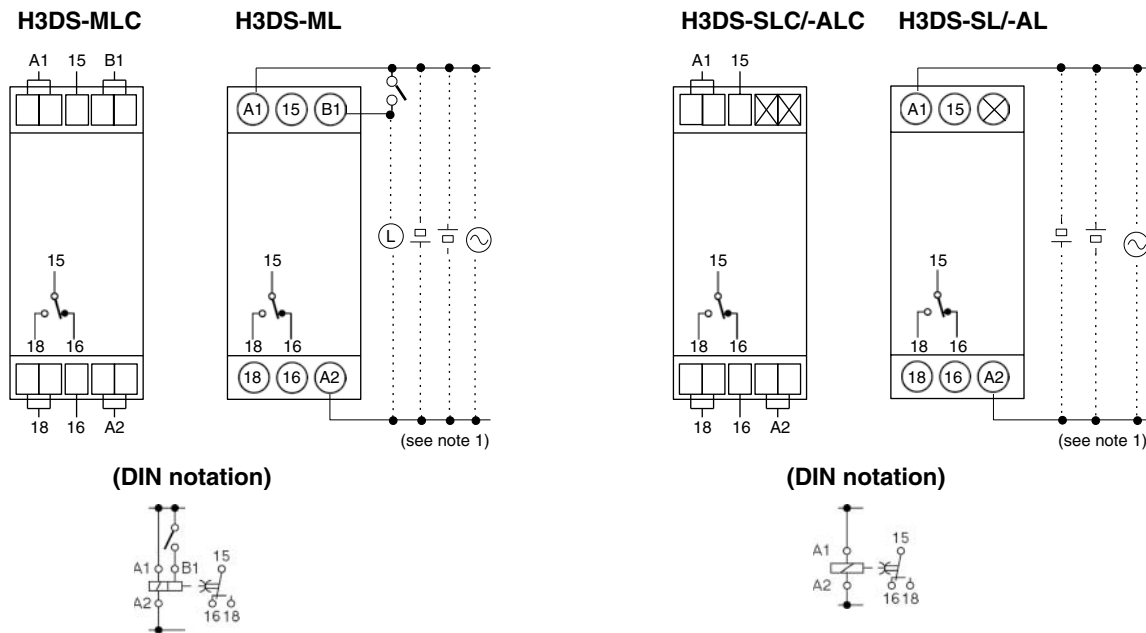 H3DS-MLC H3DS-ML H3DS-SLC/-ALC H3DS-SL/-AL
A1 15 B1
A1 15 B1
A1 15
A1 15
L
15
18 16
15
18 16
15
18 16
15
18 16
18 16 A2
18 16 A2
18 16 A2
18 16 A2
(see note 1)
(see note 1)
(DIN notation)
(DIN notation)
15
A1 B1
A2
16 18
15
A1
A2
16 18